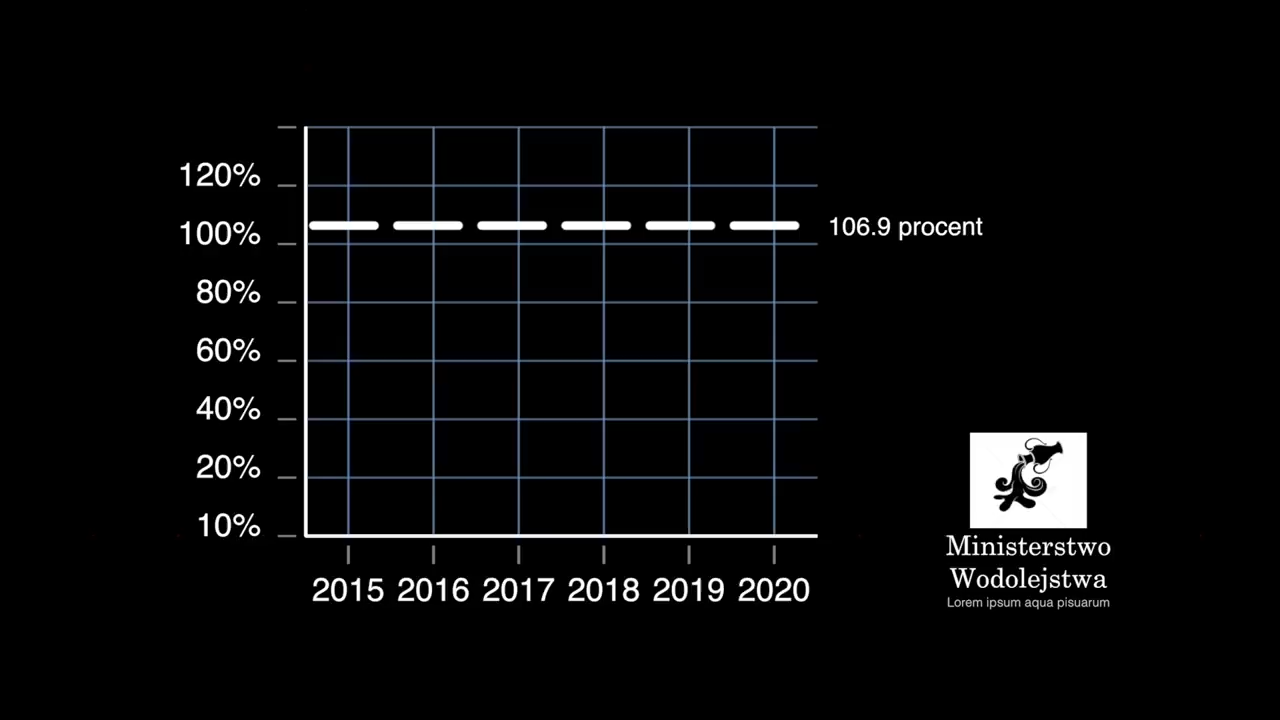 120%
100%
106.9 procent
80%
60%
40%
20%
10%
2015 2016 2017 2018 2019 2020
Ministerstwo
Wodolejstwa
Lorem ipsum aqua pisuarum